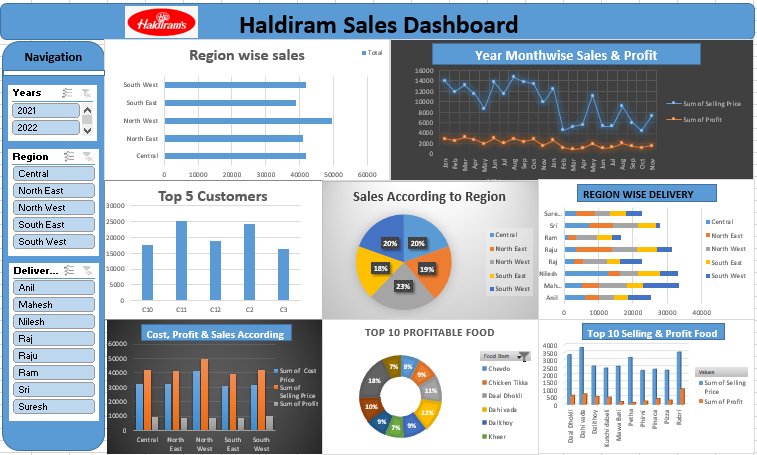 Haldiram's
Haldiram Sales Dashboard
Navigation
Years
2021
2022
Region
Central
North East
North West
South East
South West
Deliver...
Anil
Mahesh
Nilesh
Raj
Raju
Ram
Sri
Suresh
Region wise sales
Total
South West
South East
North West
North East
Central
0 10000 20000 30000 40000 50000 60000
Year Monthwise Sales & Profit
16000
14000
12000
10000
8000
6000
4000
2000
0
Jan Feb Mar Apr May Jun Jul Aug Sep Oct Nov Jan Feb Mar Apr May Jun Jul Aug Sep Oct Nov
Sum of Selling Price
Sum of Profit
Top 5 Customers
30000
25000
20000
15000
10000
5000
0
C10 C11 C12 C2 C3
Sales According to Region
20% 20%
18% 19%
23%
Central
North East
North West
South East
South West
REGION WISE DELIVERY
Sure...
Sri
Ram
Raju
Raj
Nilesh
Mah...
Anil
0 10000 20000 30000 40000
Central
North East
North West
South East
South West
Cost, Profit & Sales According
60000
50000
40000
30000
20000
10000
0
Central North East North West South East South West
Sum of Cost Price
Sum of Selling Price
Sum of Profit
TOP 10 PROFITABLE FOOD
7% 8%
9%
18%
11%
10%
12%
9%
7% 9%
Food Item
Chevdo
Chicken Tikka
Daal Dhokli
Dahi vada
Dalithoy
Kheer
Top 10 Selling & Profit Food
4000
3500
3000
2500
2000
1500
1000
500
0
Daal Dhokli
Dahi vada
Dalithoy
Kunchi dabeli
Mawa Bati
Petha
Phirni
Pinaca
Pizza
Rabri
Values
Sum of Selling
Price
Sum of Profit